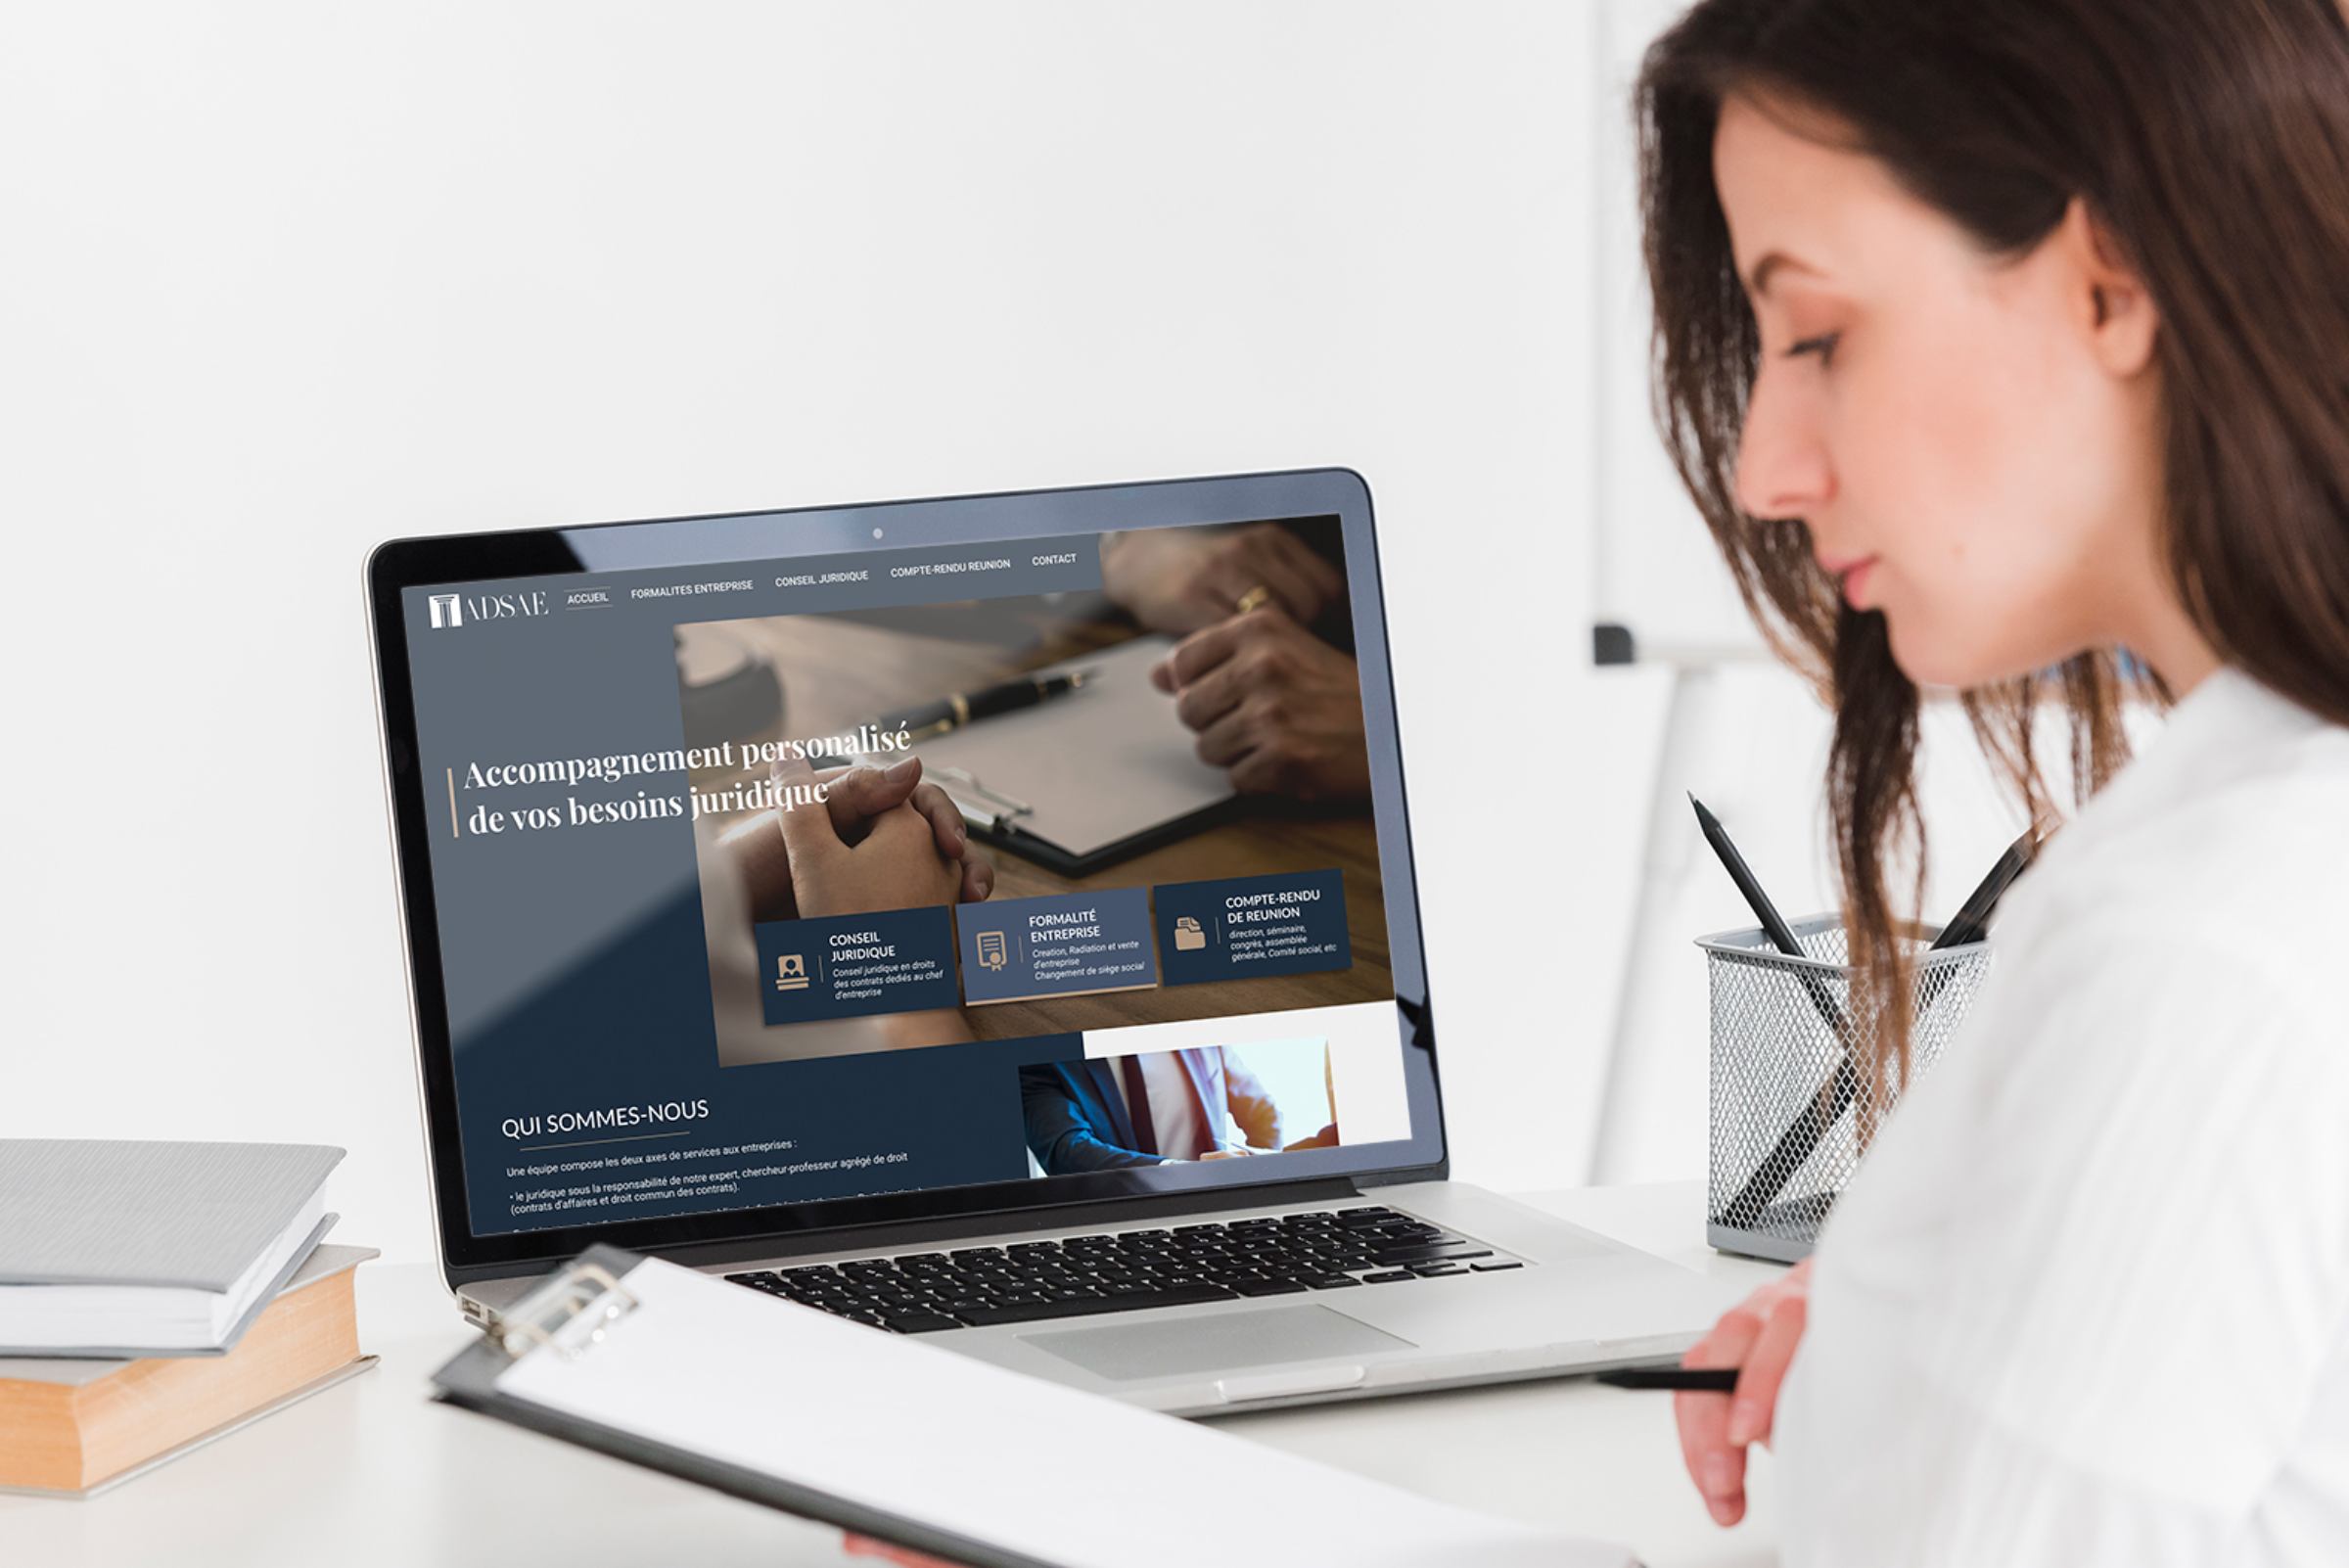 ADSAE
ACCUEIL
FORMALITES ENTREPRISE
CONSEIL JURIDIQUE
COMPTE-RENDU REUNION
CONTACT
Accompagnement personalisé
de vos besoins juridique
CONSEIL
JURIDIQUE
Conseil juridique en droits
des contrats dediés au chef
d'entreprise
FORMALITÉ
ENTREPRISE
Creation, Radiation et vente
d'entreprise
Changement de siège social
COMPTE-RENDU
DE REUNION
direction, séminaire,
congrès, assemblée
générale, Comité social, etc
QUI SOMMES-NOUS
Une équipe compose les deux axes de services aux entreprises :
• le juridique sous la responsabilité de notre expert, chercheur-professeur agrégé de droit
(contrats d'affaires et droit commun des contrats).